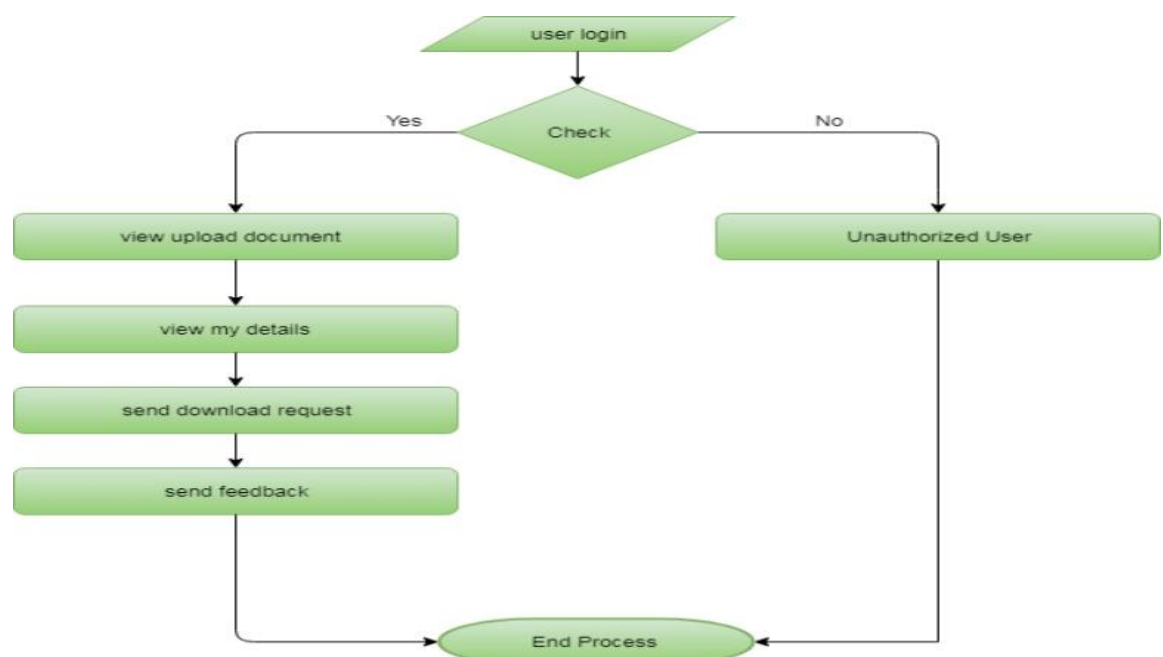 user login
Check
Yes
No
view upload document
Unauthorized User
view my details
send download request
send feedback
End Process